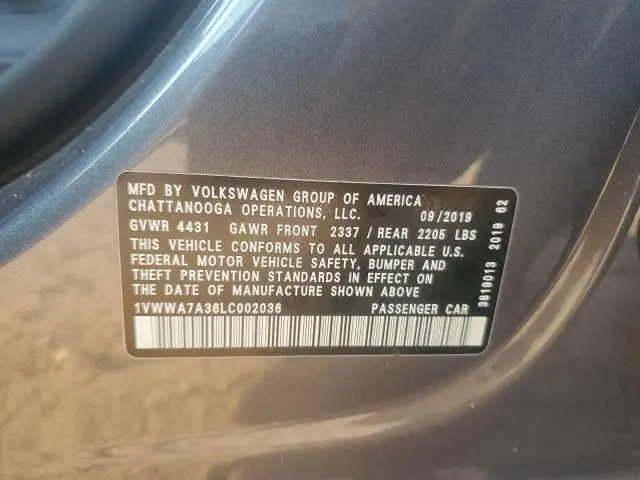 MFD BY VOLKSWAGEN GROUP OF AMERICA
CHATTANOOGA OPERATIONS, LLC. 09/2019
GVWR 4431 GAWR FRONT 2337 / REAR 2205 LBS
THIS VEHICLE CONFORMS TO ALL APPLICABLE U.S.
FEDERAL MOTOR VEHICLE SAFETY, BUMPER AND
THEFT PREVENTION STANDARDS IN EFFECT ON
THE DATE OF MANUFACTURE SHOWN ABOVE
1VWWA7A36LC002036 PASSENGER CAR
3819013 2019 62